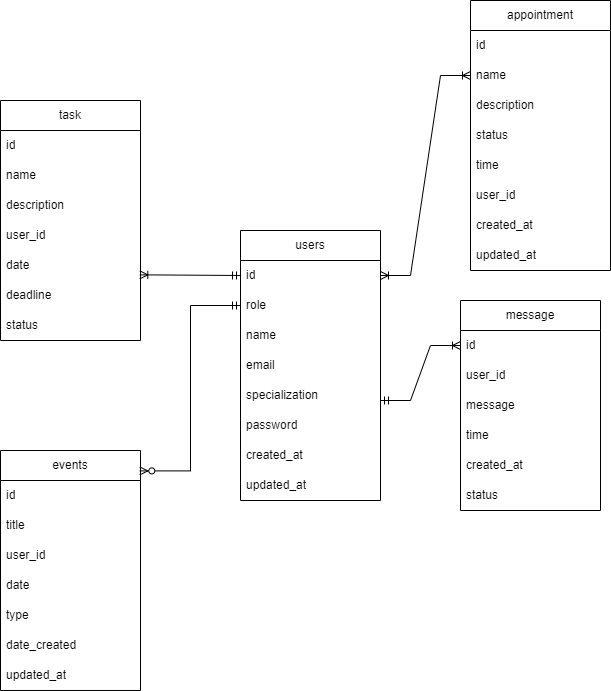 appointment
id
name
description
status
time
user_id
created_at
updated_at
task
id
name
description
user_id
date
deadline
status
users
id
role
name
email
specialization
password
created_at
updated_at
message
id
user_id
message
time
created_at
status
events
id
title
user_id
date
type
date_created
updated_at